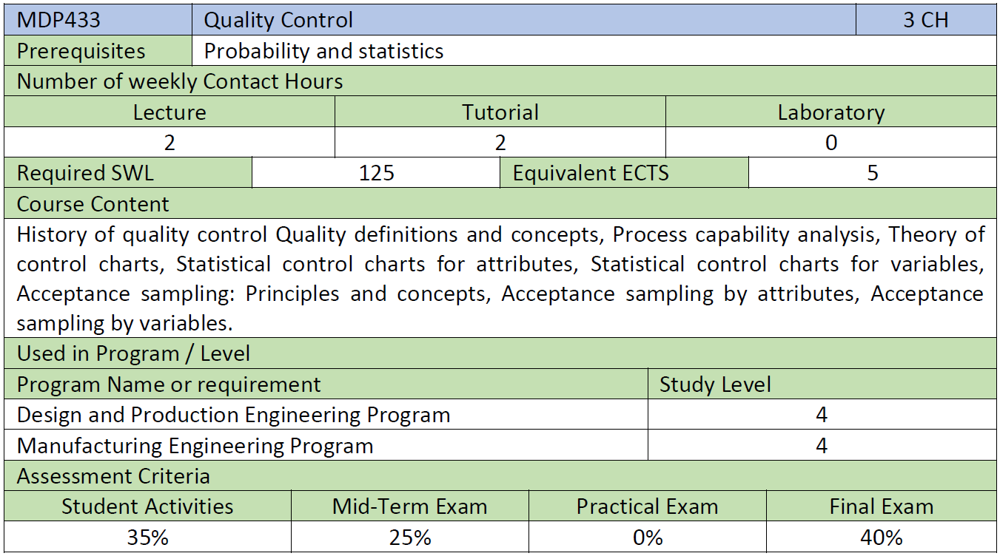 MDP433 Quality Control 3 CH
Prerequisites Probability and statistics
Number of weekly Contact Hours
Lecture Tutorial Laboratory
2 2 0
Required SWL 125 Equivalent ECTS 5
Course Content
History of quality control Quality definitions and concepts, Process capability analysis, Theory of
control charts, Statistical control charts for attributes, Statistical control charts for variables,
Acceptance sampling: Principles and concepts, Acceptance sampling by attributes, Acceptance
sampling by variables.
Used in Program / Level
Program Name or requirement Study Level
Design and Production Engineering Program 4
Manufacturing Engineering Program 4
Assessment Criteria
Student Activities Mid-Term Exam Practical Exam Final Exam
35% 25% 0% 40%